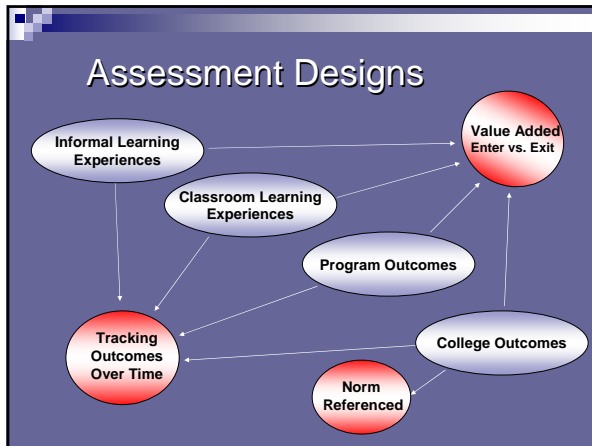 Assessment Designs
Informal Learning
Experiences
Value Added
Enter vs. Exit
Classroom Learning
Experiences
Program Outcomes
Tracking
Outcomes
Over Time
College Outcomes
Norm
Referenced